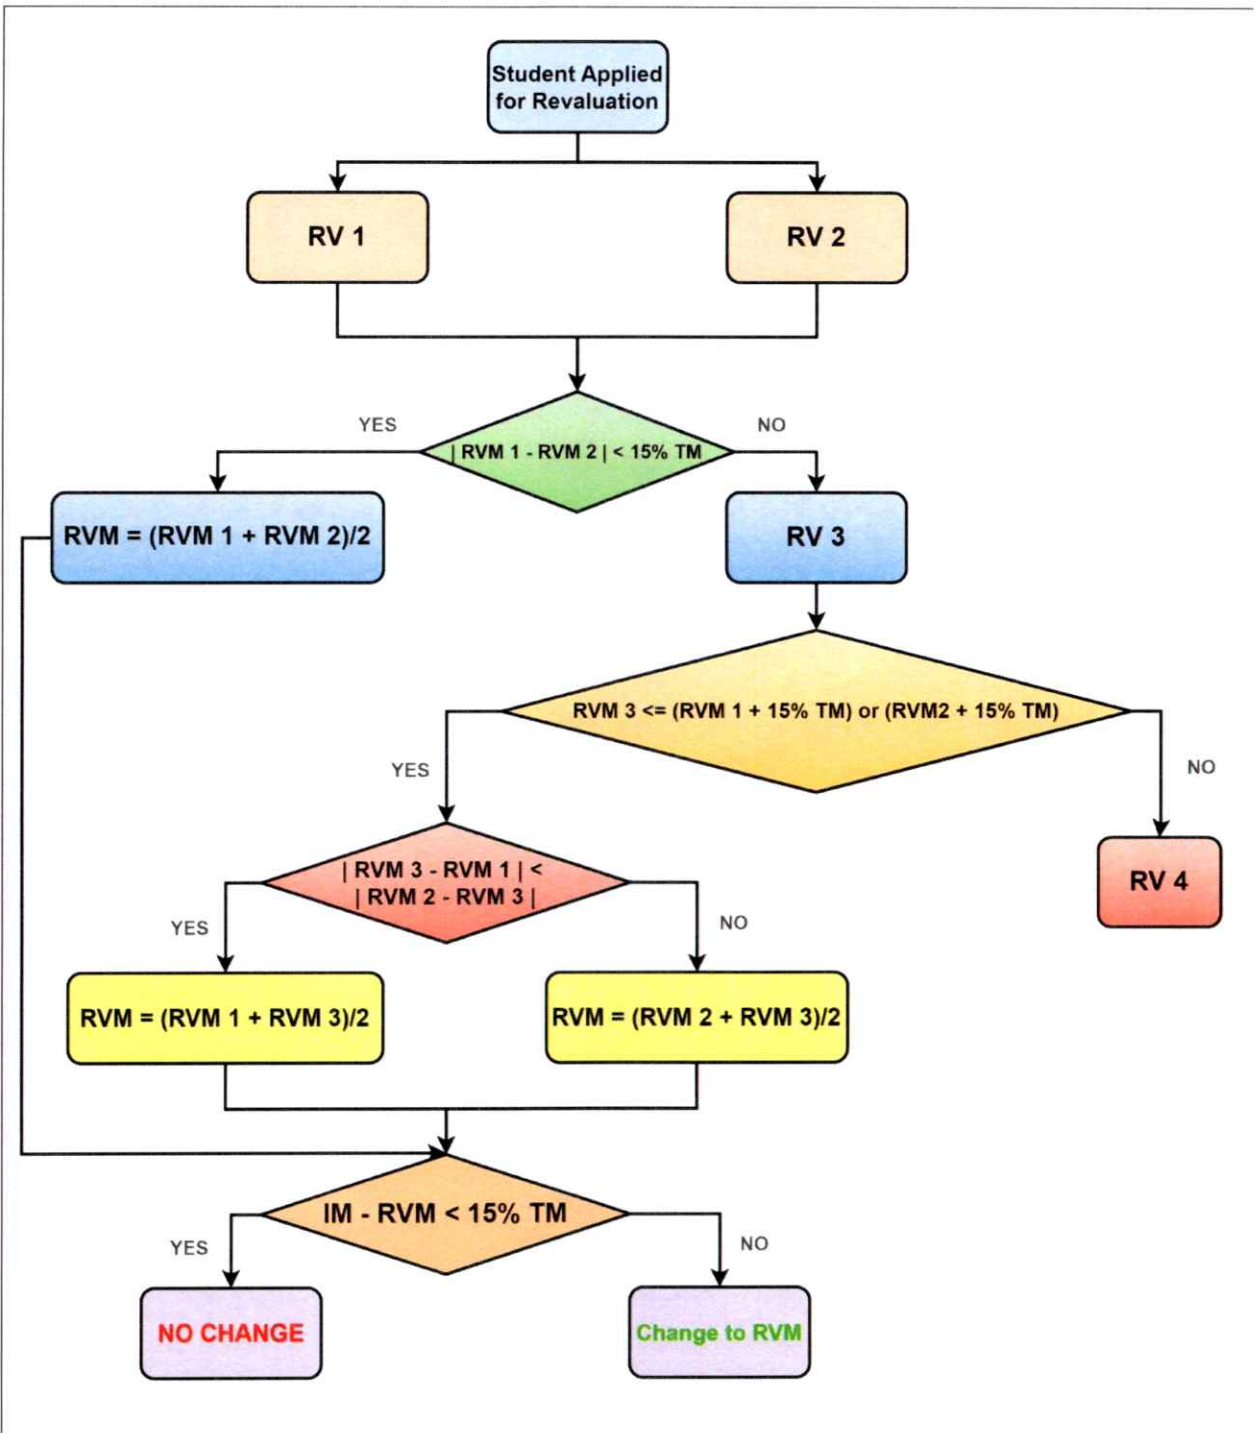 Student Applied
for Revaluation
RV 1
RV 2
YES
NO
| RVM 1 - RVM 2 | < 15% TM
RVM = (RVM 1 + RVM 2)/2
RV 3
RVM 3 <= (RVM 1 + 15% TM) or (RVM2 + 15% TM)
YES
NO
| RVM 3 - RVM 1 | <
| RVM 2 - RVM 3 |
RV 4
YES
NO
RVM = (RVM 1 + RVM 3)/2
RVM = (RVM 2 + RVM 3)/2
IM - RVM < 15% TM
YES
NO
NO CHANGE
Change to RVM